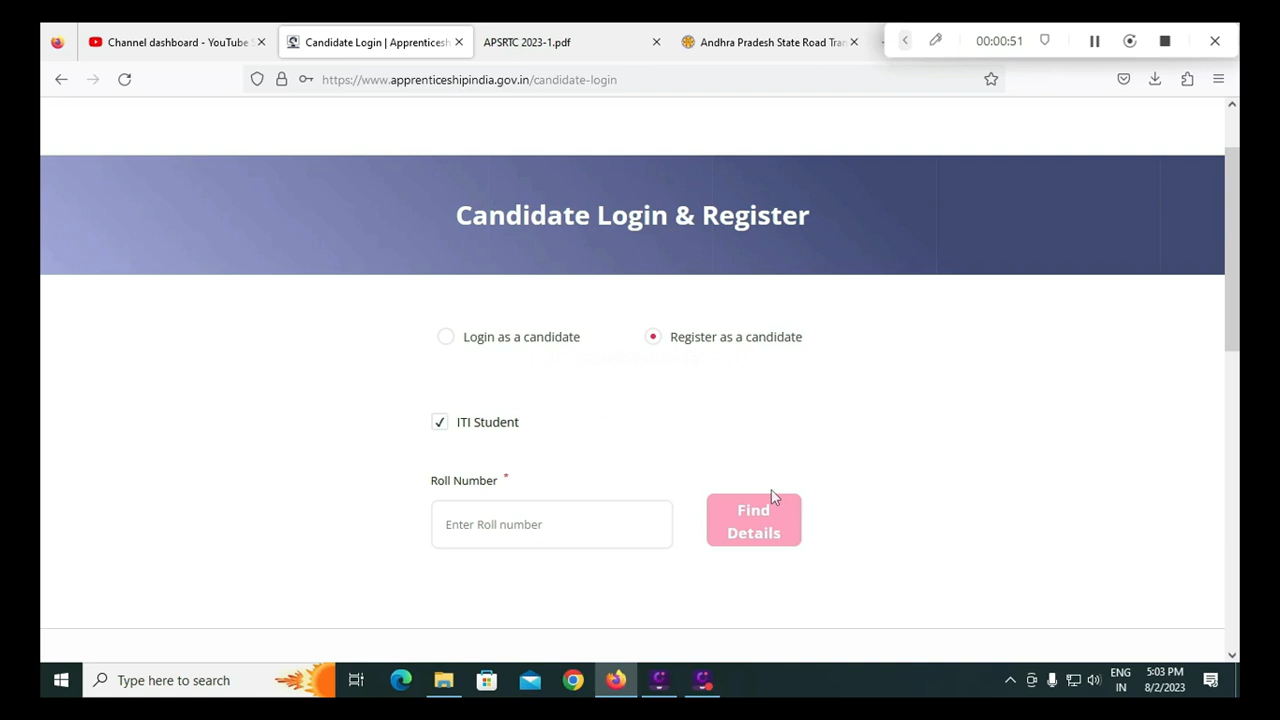 Channel dashboard - YouTube
Candidate Login | Apprenticesh
APSRTC 2023-1.pdf
Andhra Pradesh State Road Tra
00:00:51
https://www.apprenticeshipindia.gov.in/candidate-login
Candidate Login & Register
Login as a candidate
Register as a candidate
ITI Student
Roll Number *
Enter Roll number
Find
Details
Type here to search
ENG
IN
5:03 PM
8/2/2023